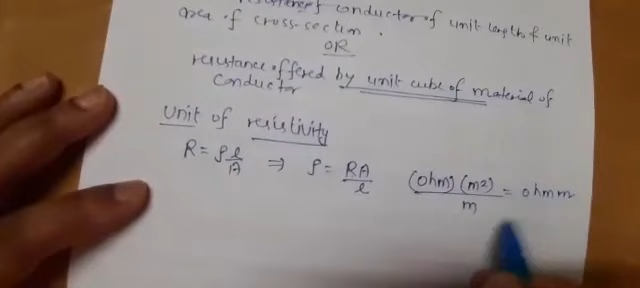 of conductor of unit length & unit
area of cross-section.
OR
resistance offered by unit cube of material of
conductor
Unit of resistivity
R = ρ l/A ⇒ ρ = RA/l (ohm) (m2)/m = ohm m